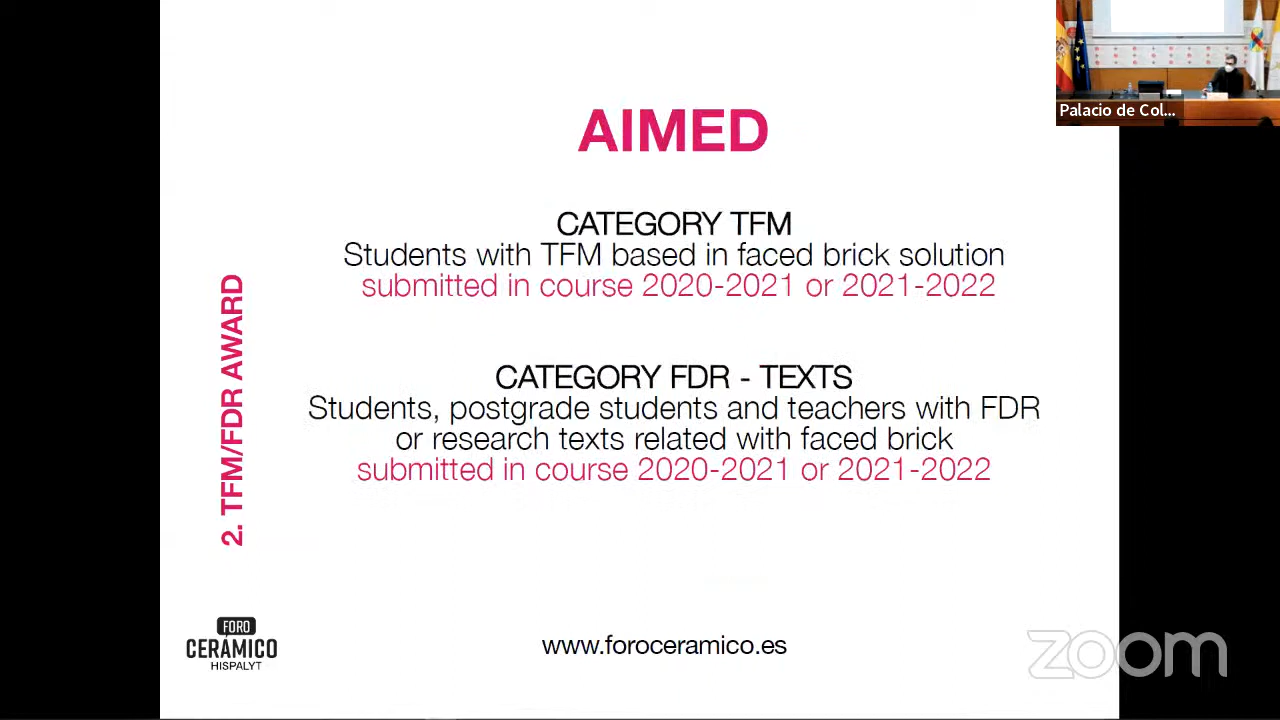 AIMED
CATEGORY TFM
Students with TFM based in faced brick solution
submitted in course 2020-2021 or 2021-2022
CATEGORY FDR - TEXTS
Students, postgrade students and teachers with FDR
or research texts related with faced brick
submitted in course 2020-2021 or 2021-2022
2. TFM/FDR AWARD
FORO
CERÁMICO
HISPALYT
www.foroceramico.es
zoom
Palacio de Col...